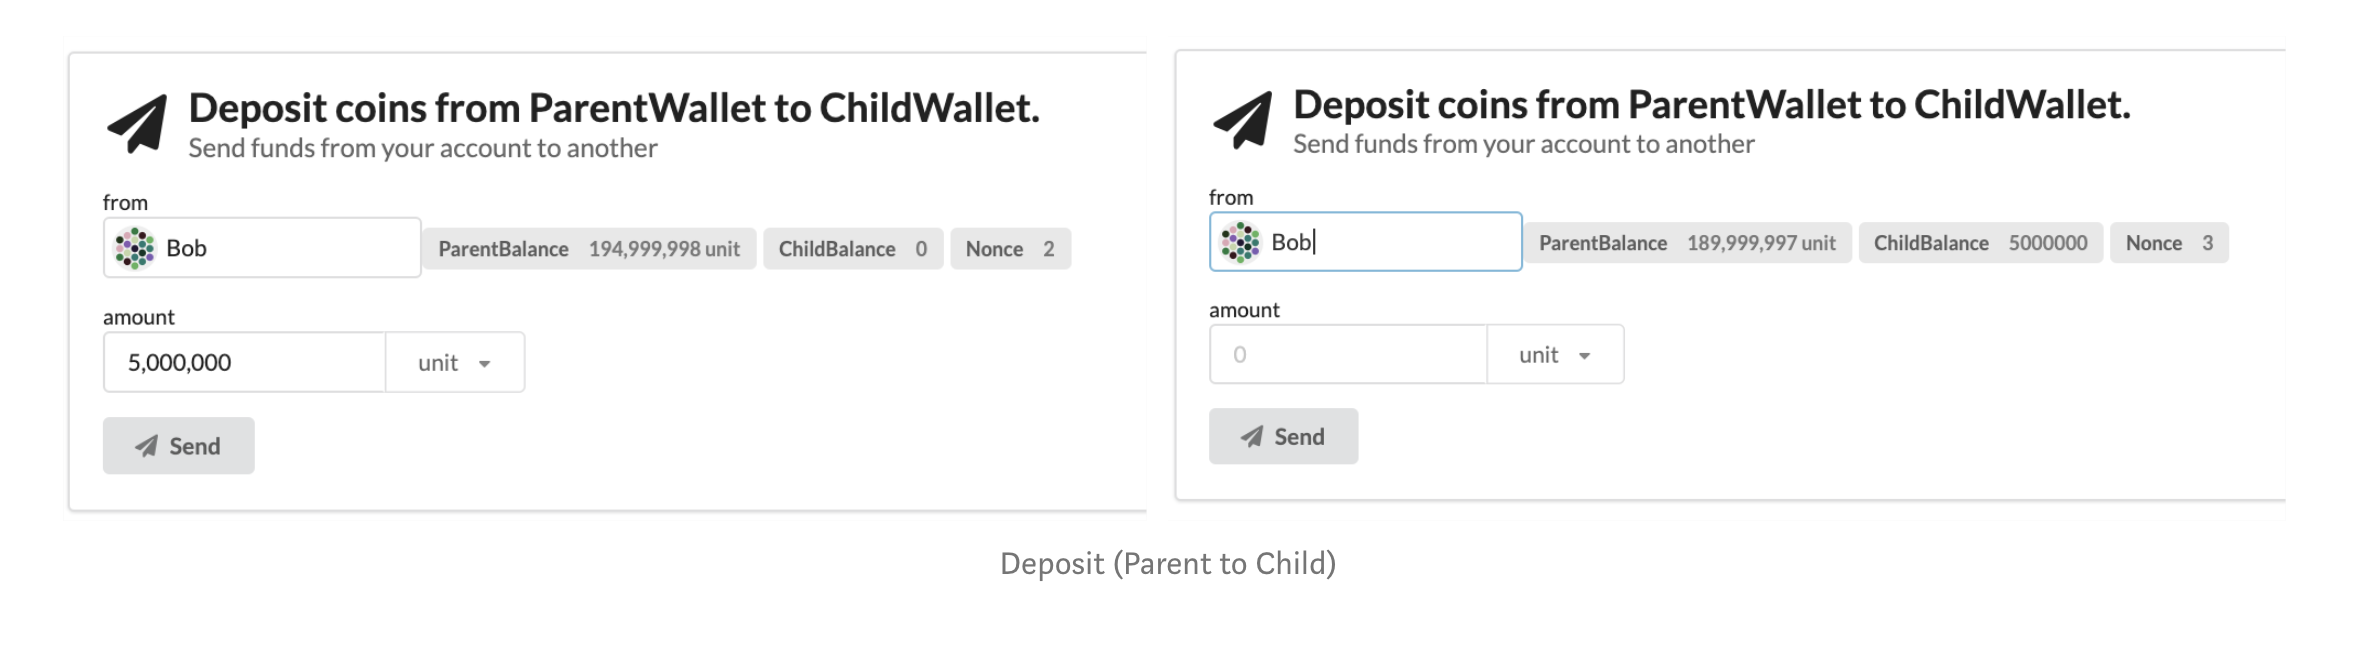 Deposit coins from ParentWallet to ChildWallet.
Send funds from your account to another
from
Bob ParentBalance 194,999,998 unit ChildBalance 0 Nonce 2
amount
5,000,000 unit
Send
Deposit coins from ParentWallet to ChildWallet.
Send funds from your account to another
from
Bob ParentBalance 189,999,997 unit ChildBalance 5000000 Nonce 3
amount
0 unit
Send
Deposit (Parent to Child)